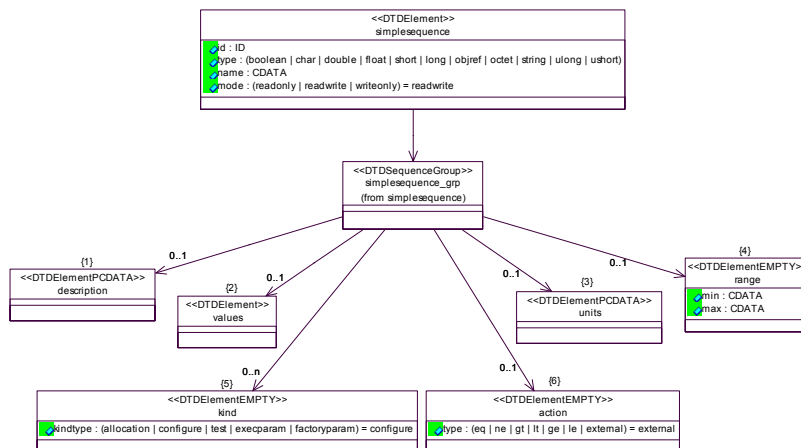 <<DTDElement>>
simplesequence
id : ID
type : (boolean | char | double | float | short | long | objref | octet | string | ulong | ushort)
name : CDATA
mode : (readonly | readwrite | writeonly) = readwrite
<<DTDSequenceGroup>>
simplesequence_grp
(from simplesequence)
{1}
0..1
<<DTDElementPCDATA>>
description
{2}
0..1
<<DTDElement>>
values
0..1
{3}
<<DTDElementPCDATA>>
units
{4}
0..1
<<DTDElementEMPTY>>
range
min : CDATA
max : CDATA
{5}
0..n
<<DTDElementEMPTY>>
kind
kindtype : (allocation | configure | test | execparam | factoryparam) = configure
0..1
{6}
<<DTDElementEMPTY>>
action
type : (eq | ne | gt | lt | ge | le | external) = external